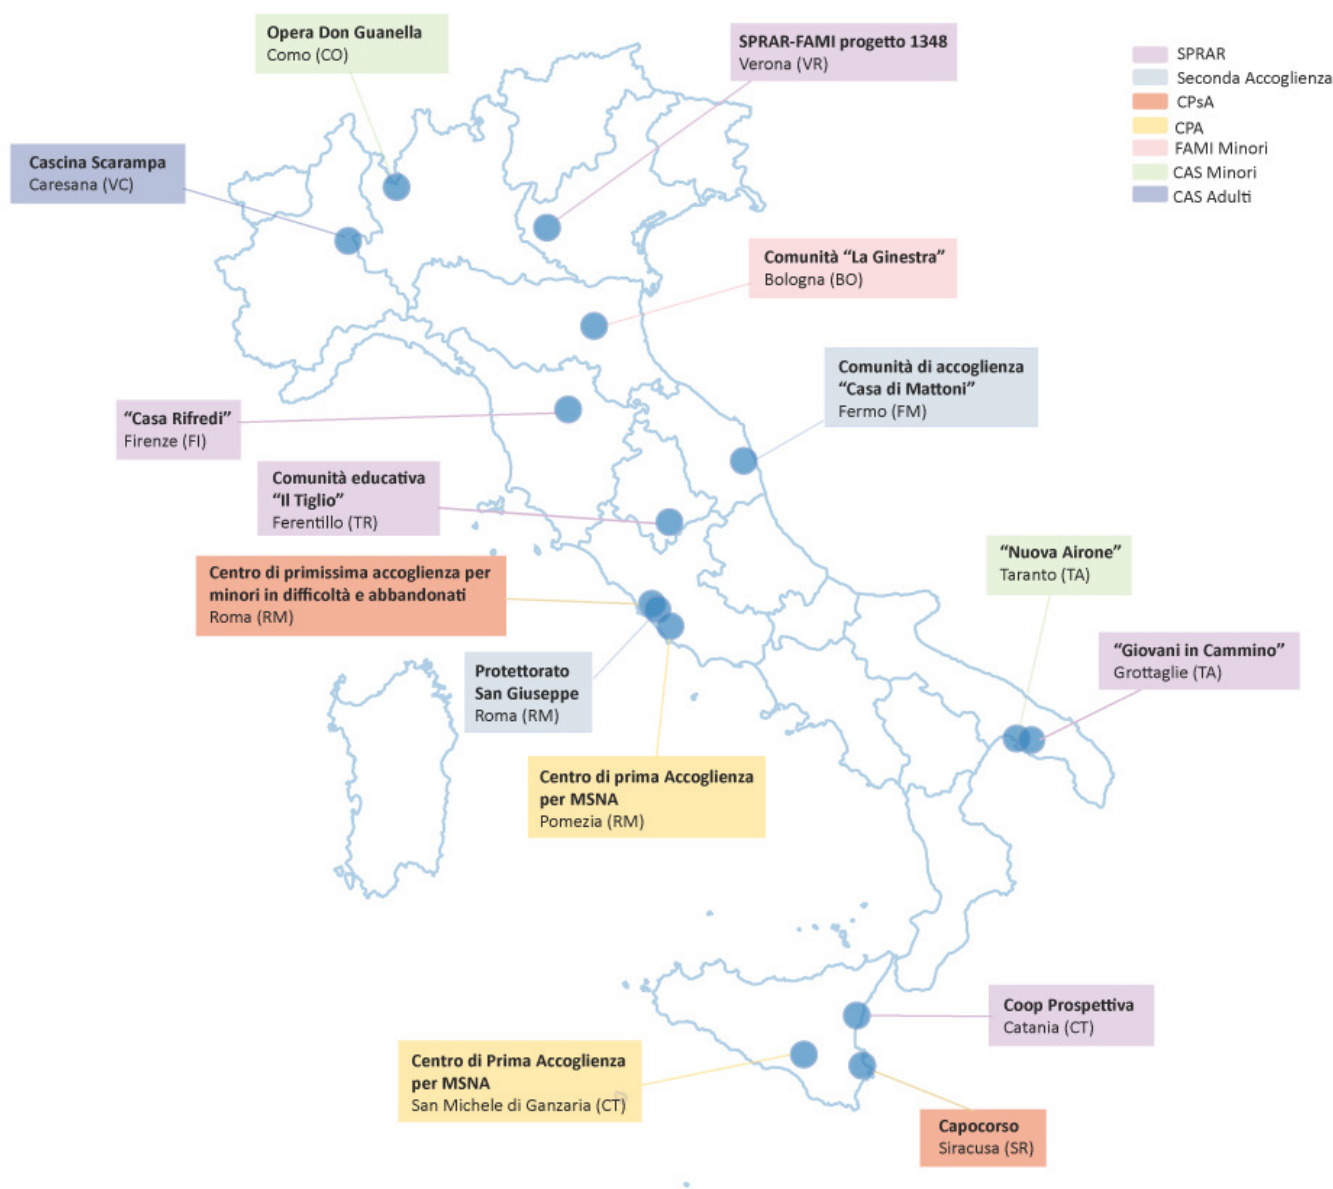 Opera Don Guanella
Como (CO)
SPRAR-FAMI progetto 1348
Verona (VR)
SPRAR
Seconda Accoglienza
CPsA
CPA
FAMI Minori
CAS Minori
CAS Adulti
Cascina Scarampa
Caresana (VC)
Comunità “La Ginestra”
Bologna (BO)
Comunità di accoglienza
“Casa di Mattoni”
Fermo (FM)
“Casa Rifredi”
Firenze (FI)
Comunità educativa
“Il Tiglio”
Ferentillo (TR)
Centro di primissima accoglienza per
minori in difficoltà e abbandonati
Roma (RM)
“Nuova Airone”
Taranto (TA)
“Giovani in Cammino”
Grottaglie (TA)
Protettorato
San Giuseppe
Roma (RM)
Centro di prima Accoglienza
per MSNA
Pomezia (RM)
Coop Prospettiva
Catania (CT)
Centro di Prima Accoglienza
per MSNA
San Michele di Ganzaria (CT)
Capocorso
Siracusa (SR)